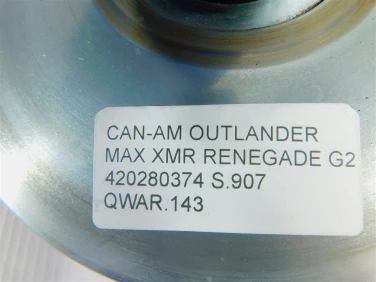 CAN-AM OUTLANDER
MAX XMR RENEGADE G2
420280374 S.907
QWAR.143